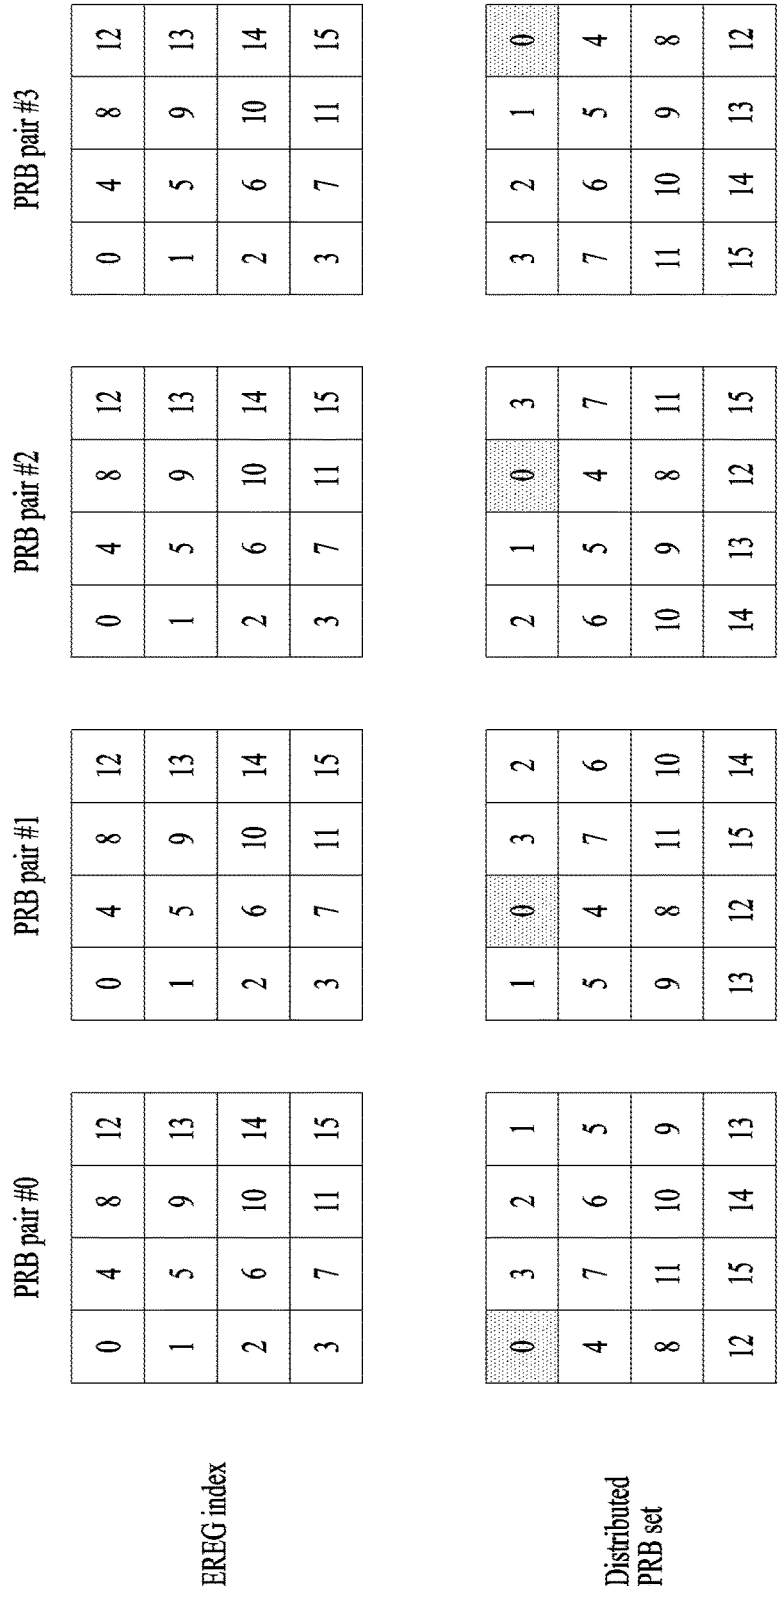 PRB pair #0 PRB pair #1 PRB pair #2 PRB pair #3
0 4 8 12 0 4 8 12 0 4 8 12 0 4 8 12
1 5 9 13 1 5 9 13 1 5 9 13 1 5 9 13
EREG index
2 6 10 14 2 6 10 14 2 6 10 14 2 6 10 14
3 7 11 15 3 7 11 15 3 7 11 15 3 7 11 15
0 3 2 1 1 0 3 2 2 1 0 3 3 2 1 0
4 7 6 5 5 4 7 6 6 5 4 7 7 6 5 4
Distributed
PRB set
8 11 10 9 9 8 11 10 10 9 8 11 11 10 9 8
12 15 14 13 13 12 15 14 14 13 12 15 15 14 13 12